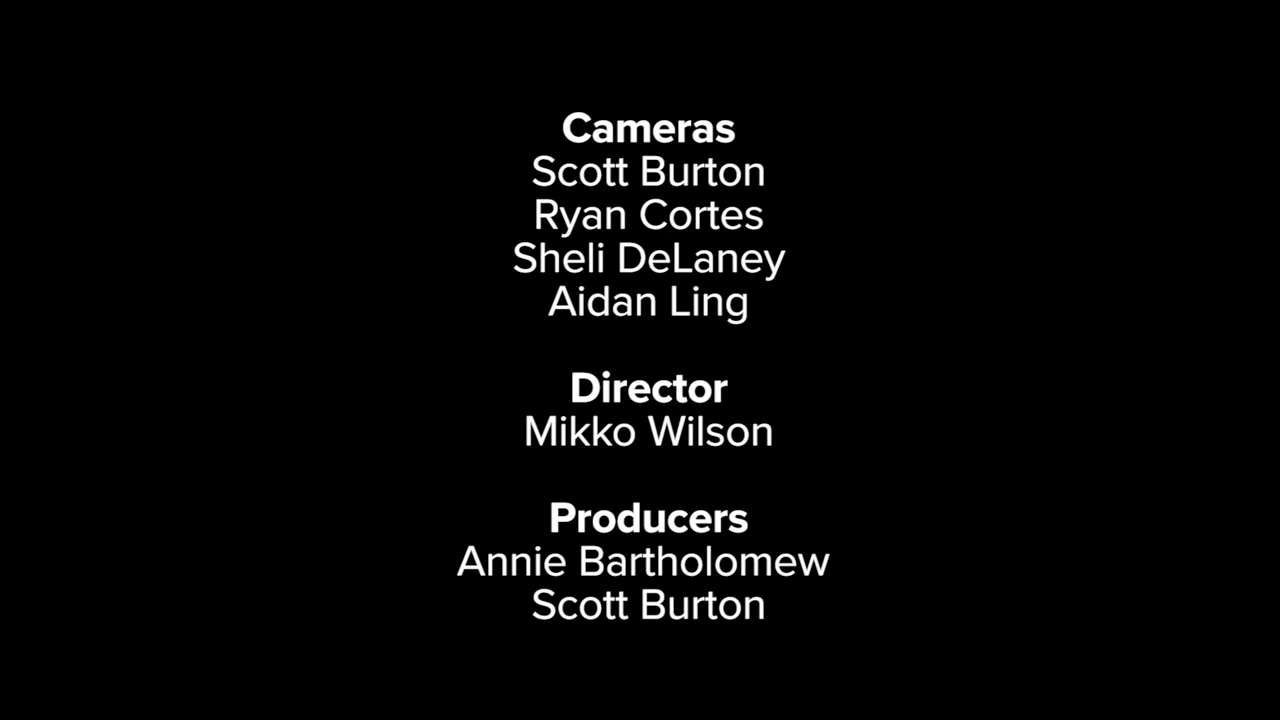 Cameras
Scott Burton
Ryan Cortes
Sheli DeLaney
Aidan Ling
Director
Mikko Wilson
Producers
Annie Bartholomew
Scott Burton